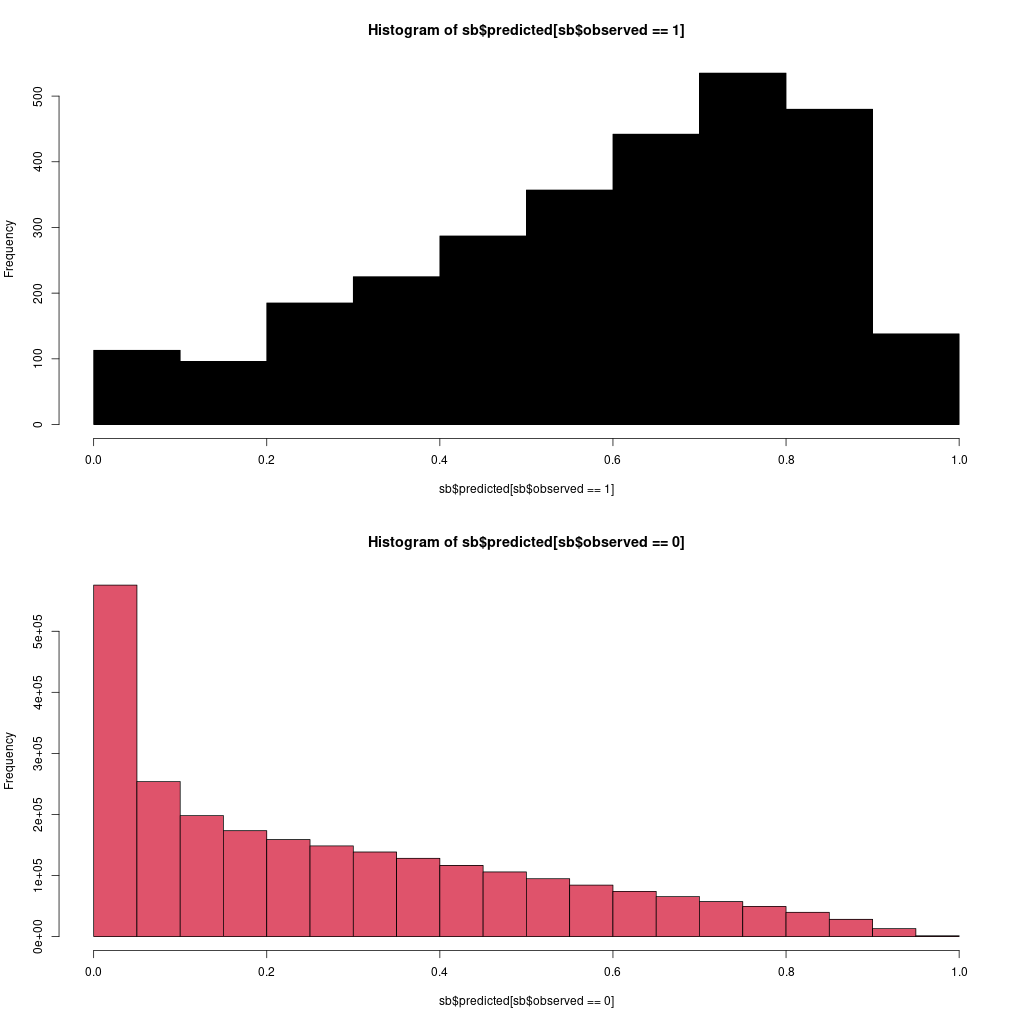 Histogram of sb$predicted[sb$observed == 1]
Frequency
500
400
300
200
100
0
0.0 0.2 0.4 0.6 0.8 1.0
sb$predicted[sb$observed == 1]
Histogram of sb$predicted[sb$observed == 0]
Frequency
5e+05
4e+05
3e+05
2e+05
1e+05
0e+00
0.0 0.2 0.4 0.6 0.8 1.0
sb$predicted[sb$observed == 0]